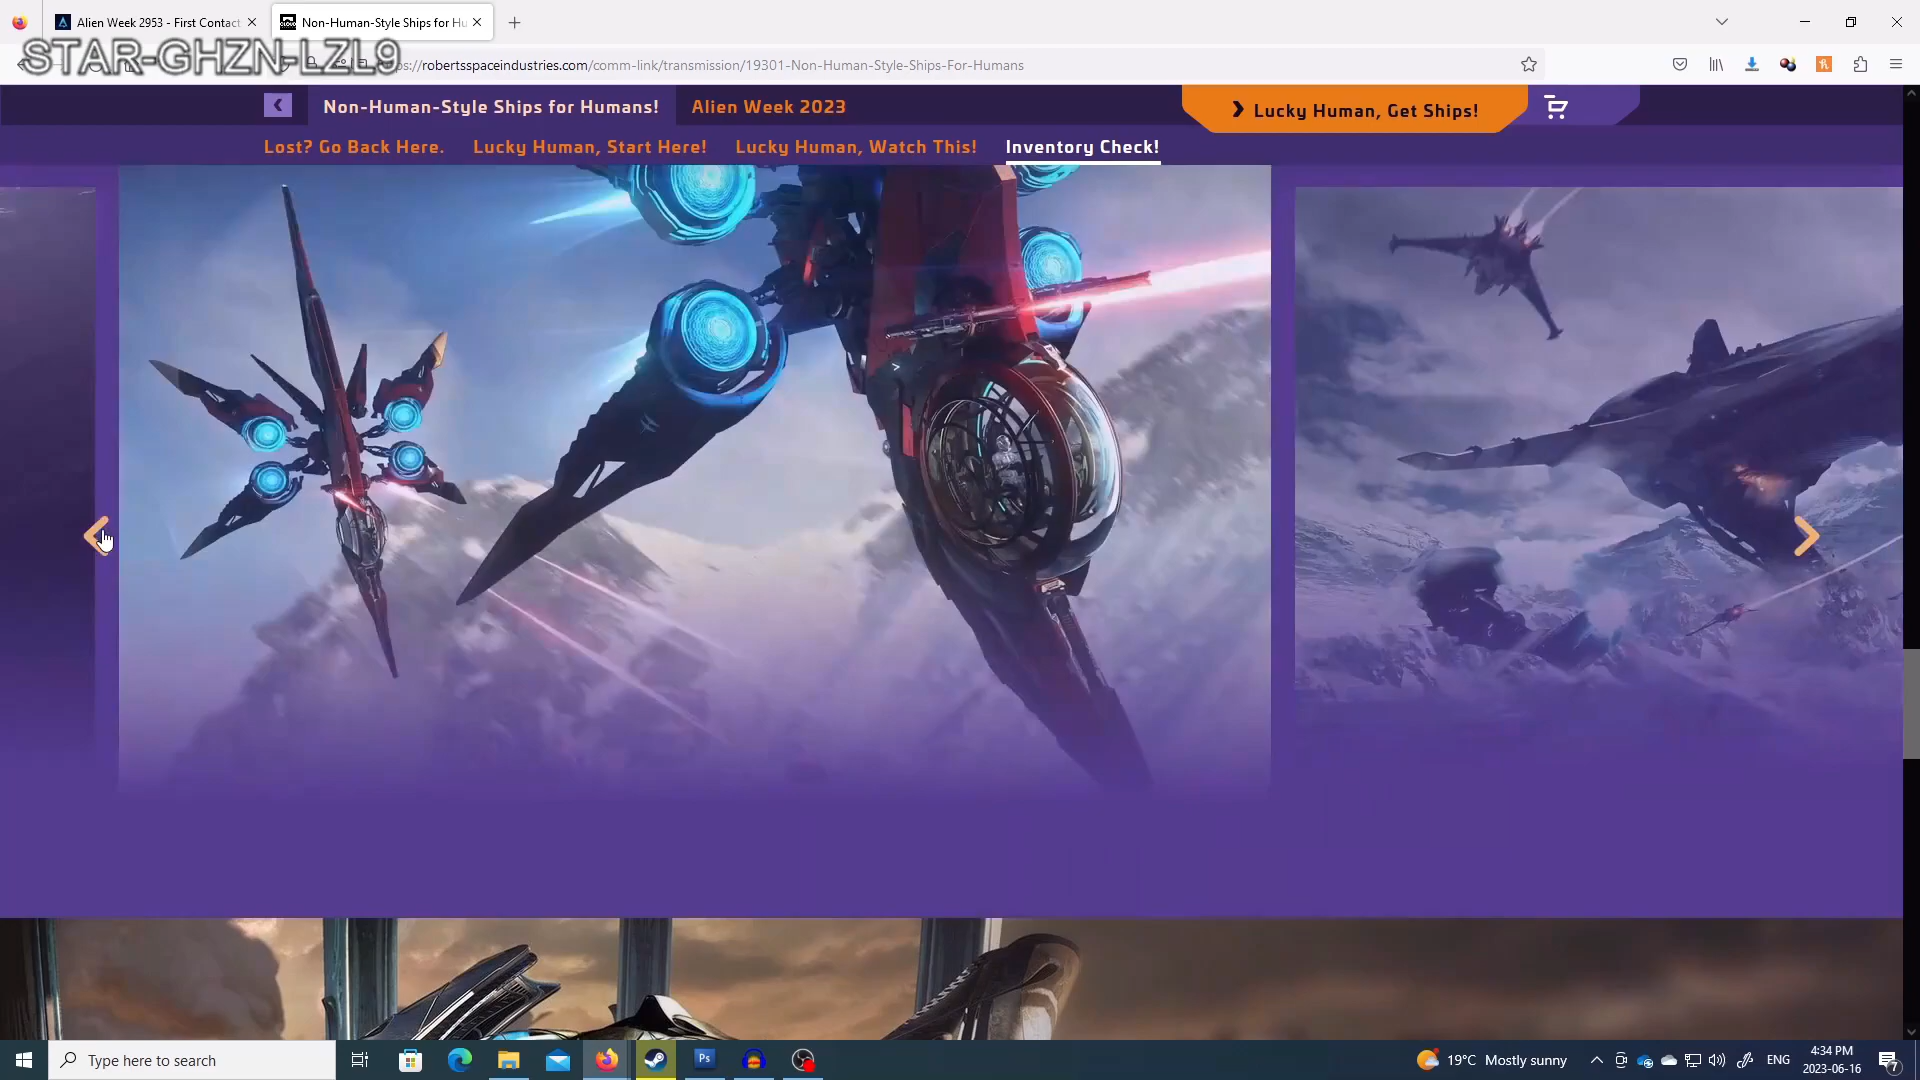 Alien Week 2953 - First Contact
Non-Human-Style Ships for Hu
STAR-GHZN-LZL9
https://robertsspaceindustries.com/comm-link/transmission/19301-Non-Human-Style-Ships-For-Humans
Non-Human-Style Ships for Humans!
Alien Week 2023
Lucky Human, Get Ships!
Lost? Go Back Here.
Lucky Human, Start Here!
Lucky Human, Watch This!
Inventory Check!
Type here to search
Ps
19°C Mostly sunny
ENG
4:34 PM
2023-06-16
7